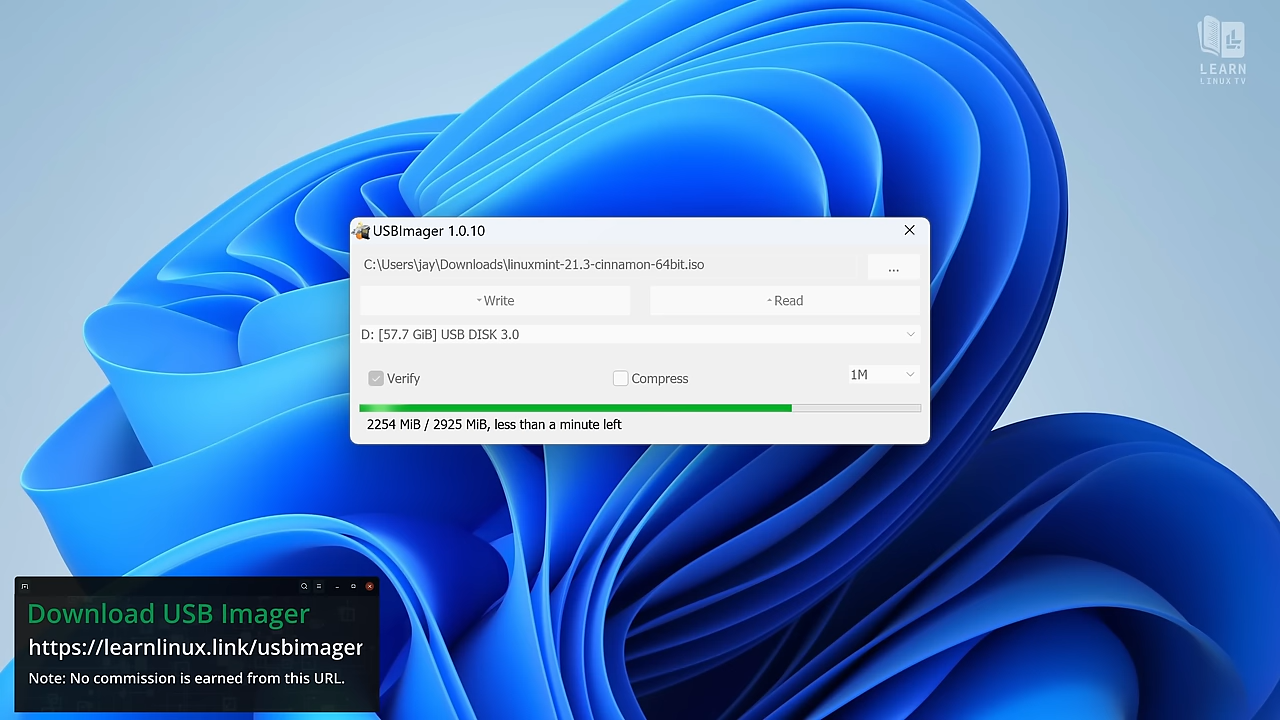 LEARN
LINUX TV
USBImager 1.0.10
C:\Users\jay\Downloads\linuxmint-21.3-cinnamon-64bit.iso
...
Write
Read
D: [57.7 GiB] USB DISK 3.0
Verify
Compress
1M
2254 MiB / 2925 MiB, less than a minute left
Download USB Imager
https://learnlinux.link/usbimager
Note: No commission is earned from this URL.